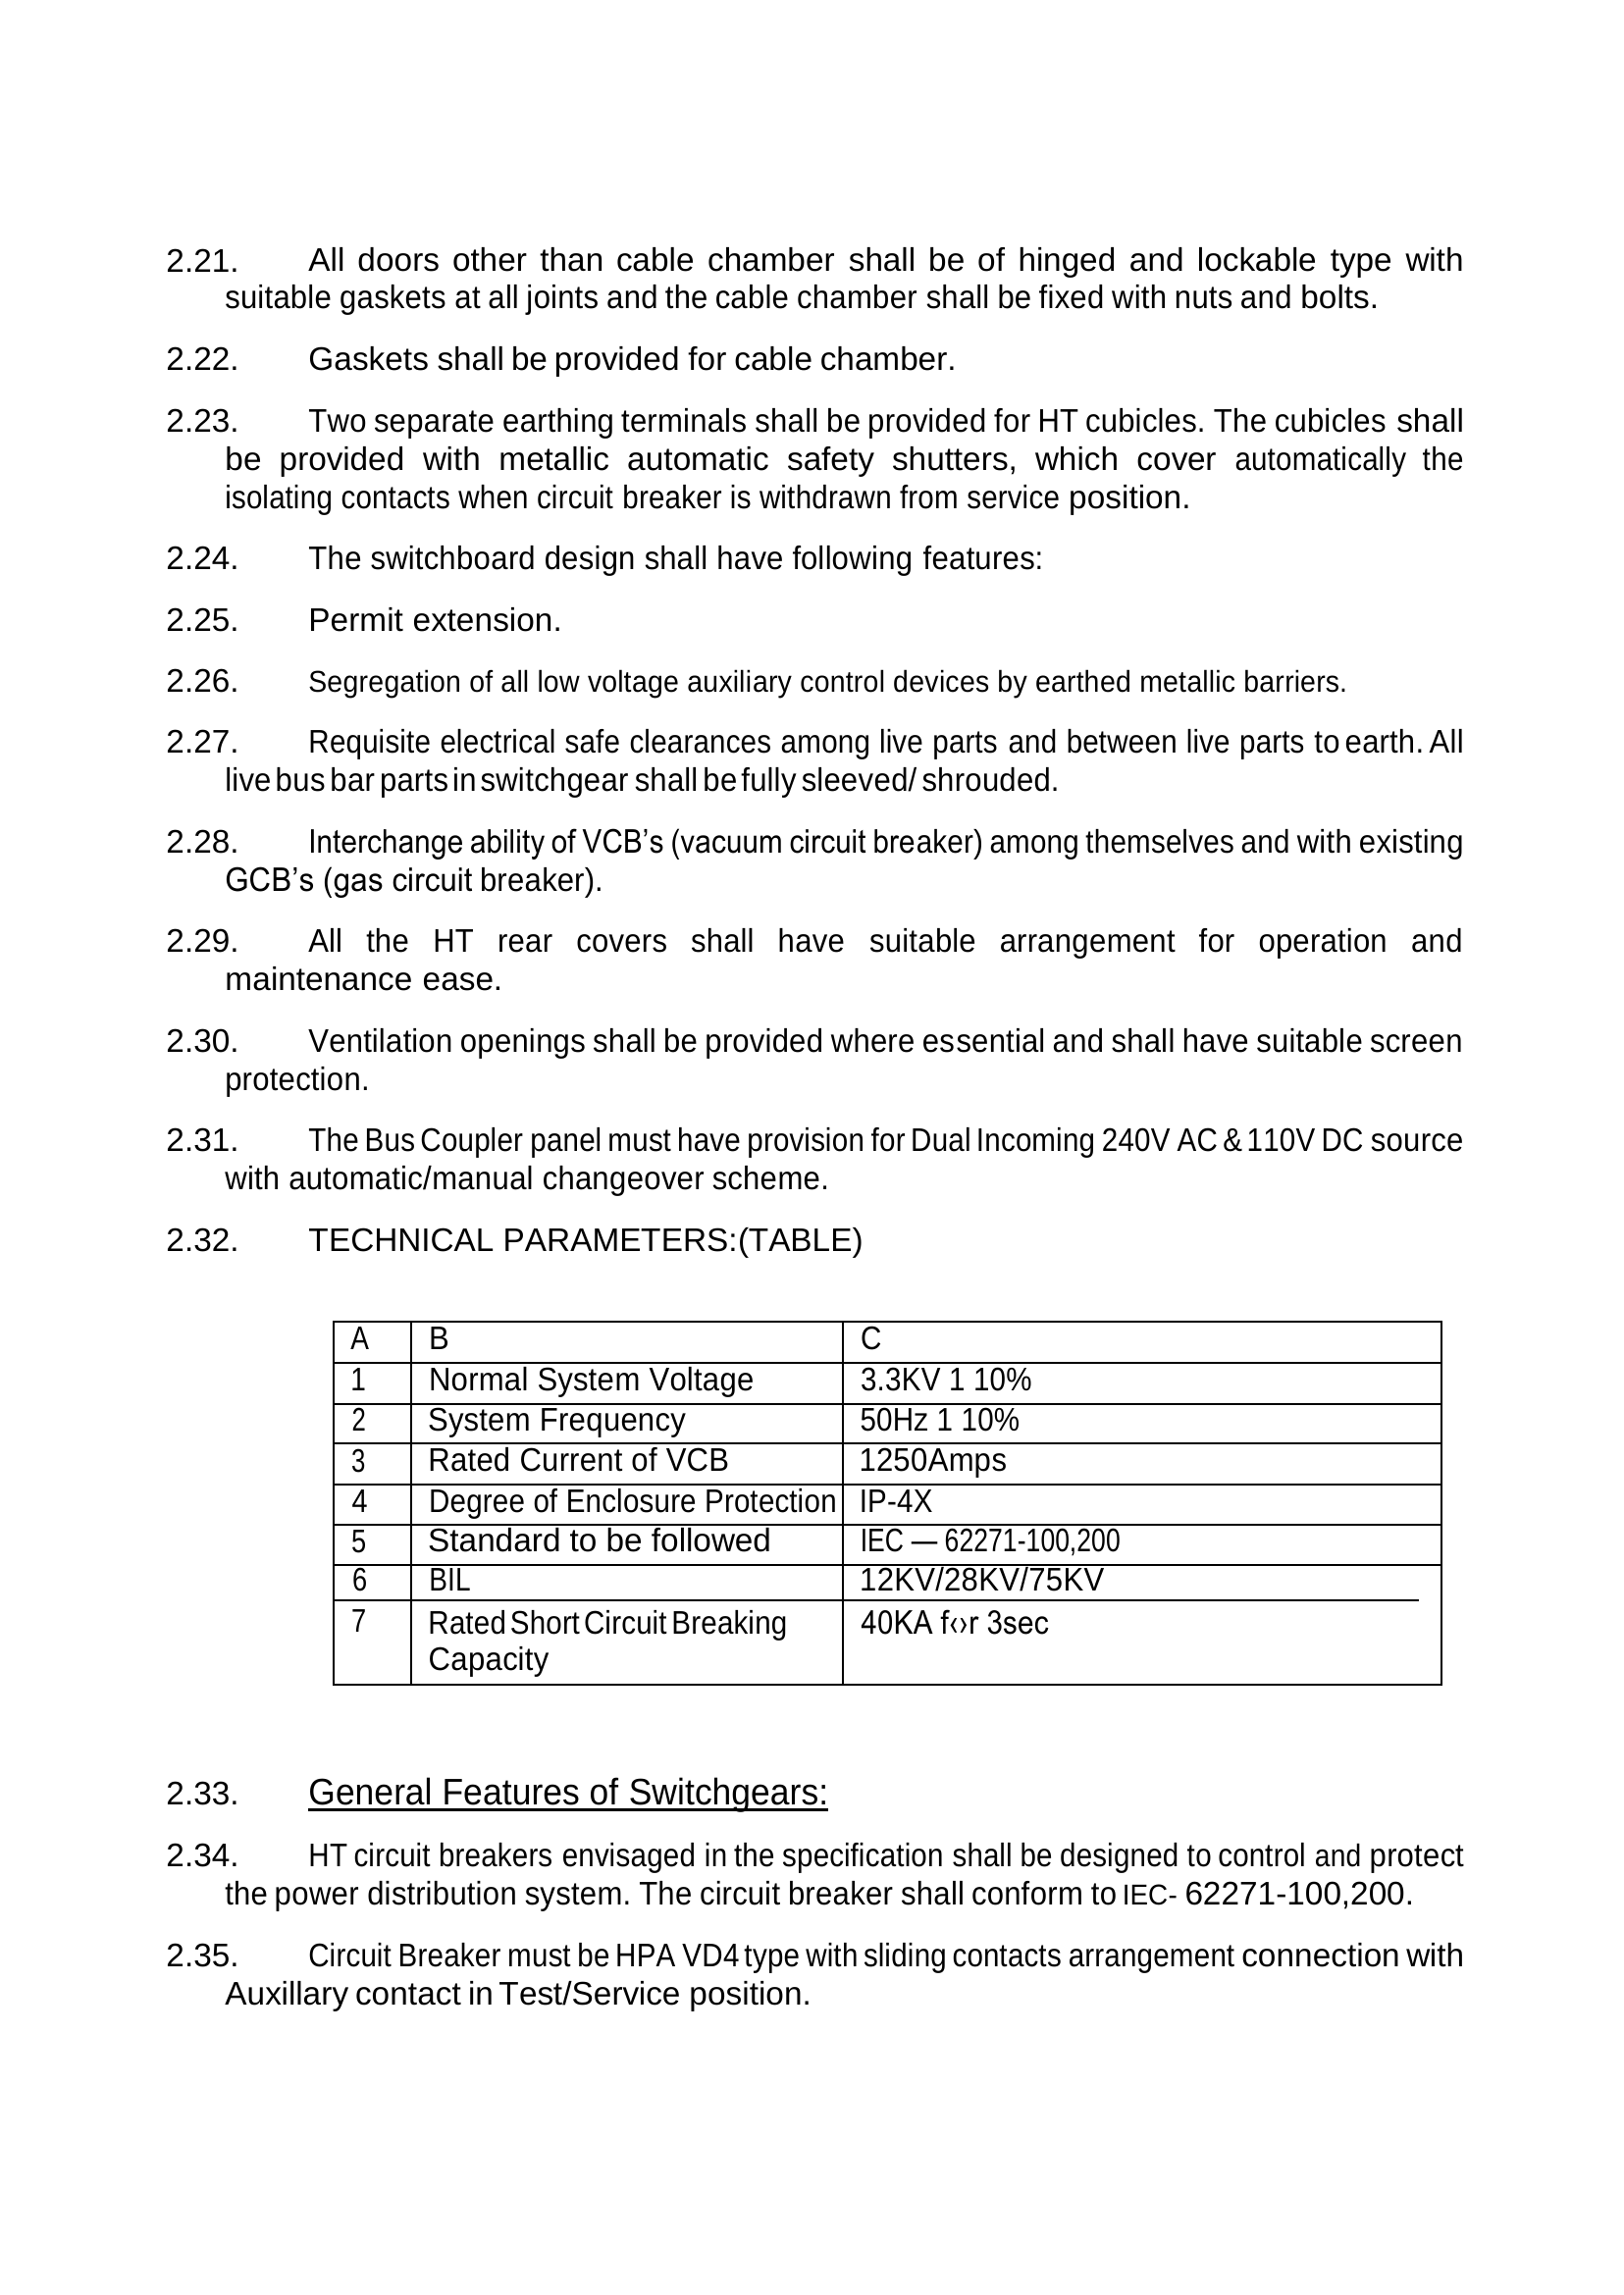 2.21. All doors other than cable chamber shall be of hinged and lockable type with
suitable gaskets at all joints and the cable chamber shall be fixed with nuts and bolts.
2.22. Gaskets shall be provided for cable chamber.
2.23. Two separate earthing terminals shall be provided for HT cubicles. The cubicles shall
be provided with metallic automatic safety shutters, which cover automatically the
isolating contacts when circuit breaker is withdrawn from service position.
2.24. The switchboard design shall have following features:
2.25. Permit extension.
2.26. Segregation of all low voltage auxiliary control devices by earthed metallic barriers.
2.27. Requisite electrical safe clearances among live parts and between live parts to earth. All
live bus bar parts in switchgear shall be fully sleeved/ shrouded.
2.28. Interchange ability of VCB’s (vacuum circuit breaker) among themselves and with existing
GCB’s (gas circuit breaker).
2.29. All the HT rear covers shall have suitable arrangement for operation and
maintenance ease.
2.30. Ventilation openings shall be provided where essential and shall have suitable screen
protection.
2.31. The Bus Coupler panel must have provision for Dual Incoming 240V AC & 110V DC source
with automatic/manual changeover scheme.
2.32. TECHNICAL PARAMETERS:(TABLE)
A B C
1 Normal System Voltage 3.3KV 1 10%
2 System Frequency 50Hz 1 10%
3 Rated Current of VCB 1250Amps
4 Degree of Enclosure Protection IP-4X
5 Standard to be followed IEC — 62271-100,200
6 BIL 12KV/28KV/75KV
7 Rated Short Circuit Breaking 40KA f‹›r 3sec
Capacity
2.33. General Features of Switchgears:
2.34. HT circuit breakers envisaged in the specification shall be designed to control and protect
the power distribution system. The circuit breaker shall conform to IEC- 62271-100,200.
2.35. Circuit Breaker must be HPA VD4 type with sliding contacts arrangement connection with
Auxillary contact in Test/Service position.